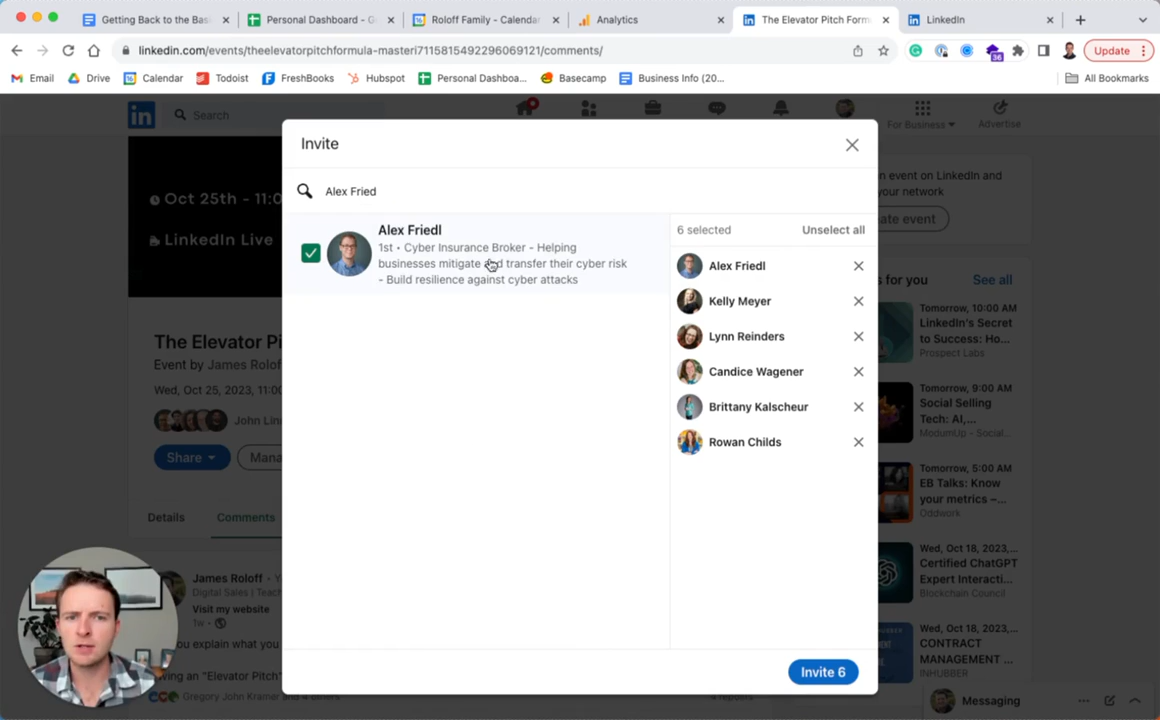 Getting Back to the Bas
Personal Dashboard - G
Roloff Family - Calendar
Analytics
The Elevator Pitch Form
LinkedIn
linkedin.com/events/theelevatorpitchformula-masteri7115815492296069121/comments/
36
Update
Email
Drive
16
Calendar
Todoist
FreshBooks
Hubspot
Personal Dashboa...
Basecamp
Business Info (20...
All Bookmarks
in
Search
For Business
Advertise
Invite
Alex Fried
Alex Friedl
1st • Cyber Insurance Broker - Helping
businesses mitigate and transfer their cyber risk
- Build resilience against cyber attacks
6 selected
Unselect all
Alex Friedl
Kelly Meyer
Lynn Reinders
Candice Wagener
Brittany Kalscheur
Rowan Childs
Invite 6
Oct 25th - 11:0
LinkedIn Live
The Elevator Pi
Event by James Rolof
Wed, Oct 25, 2023, 11:00
John Lin
Share
Mana
Details
Comments
James Roloff • Y
Digital Sales | Teach
Visit my website
1w •
ou explain what you
ving an "Elevator Pitch"
Gregory John Kramer and 4 others
n event on LinkedIn and
your network
ate event
s for you
See all
Tomorrow, 10:00 AM
LinkedIn's Secret
to Success: Ho...
Prospect Labs
Tomorrow, 9:00 AM
Social Selling
Tech: AI,...
ModumUp - Social...
Tomorrow, 5:00 AM
EB Talks: Know
your metrics –...
Oddwork
Wed, Oct 18, 2023,...
Certified ChatGPT
Expert Interacti...
Blockchain Council
Wed, Oct 18, 2023,...
CONTRACT
MANAGEMENT ...
INHUBBER
Messaging